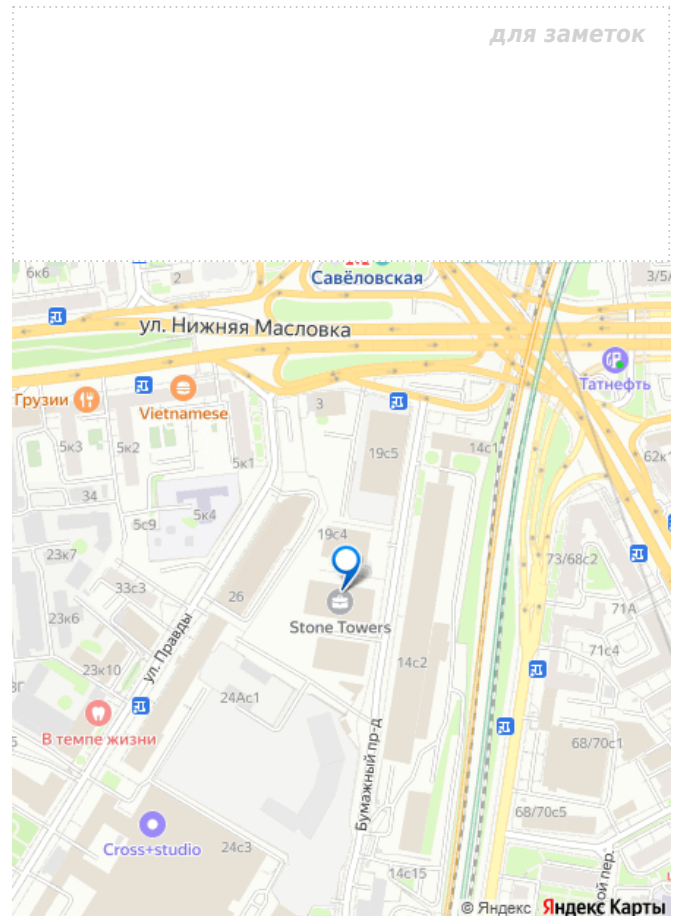 для заметок
6к6
2
Савёловская
3/5
ул. Нижняя Масловка
Татнефть
Грузии
Vietnamese
3
5к3
5к2
5к1
19с5
14с1
34
5с9
5к4
19с4
23к7
33с3
26
73/68с2
71А
23к6
Stone Towers
ул. Правды
23к10
14с2
71с4
24Ас1
В темпе жизни
68/70с1
Бумажный пр-д
68/70с5
Cross+studio
24с3
14с15
ой пер.
© Яндекс Яндекс Карты